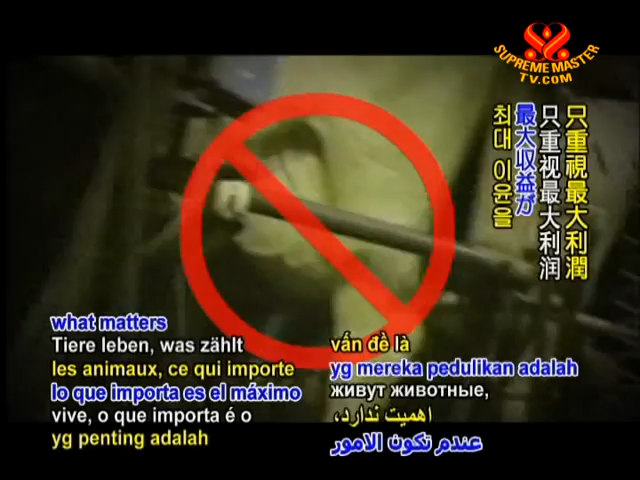 SUPREME MASTER
TV.COM
只重視最大利潤
只重视最大利润
最大収益が
최대 이윤을
what matters
Tiere leben, was zählt
les animaux, ce qui importe
lo que importa es el máximo
vive, o que importa é o
yg penting adalah
ván đề là
yg mereka pedulikan adalah
живут животные,
اهمیت ندارد،
عندم تكون الامور